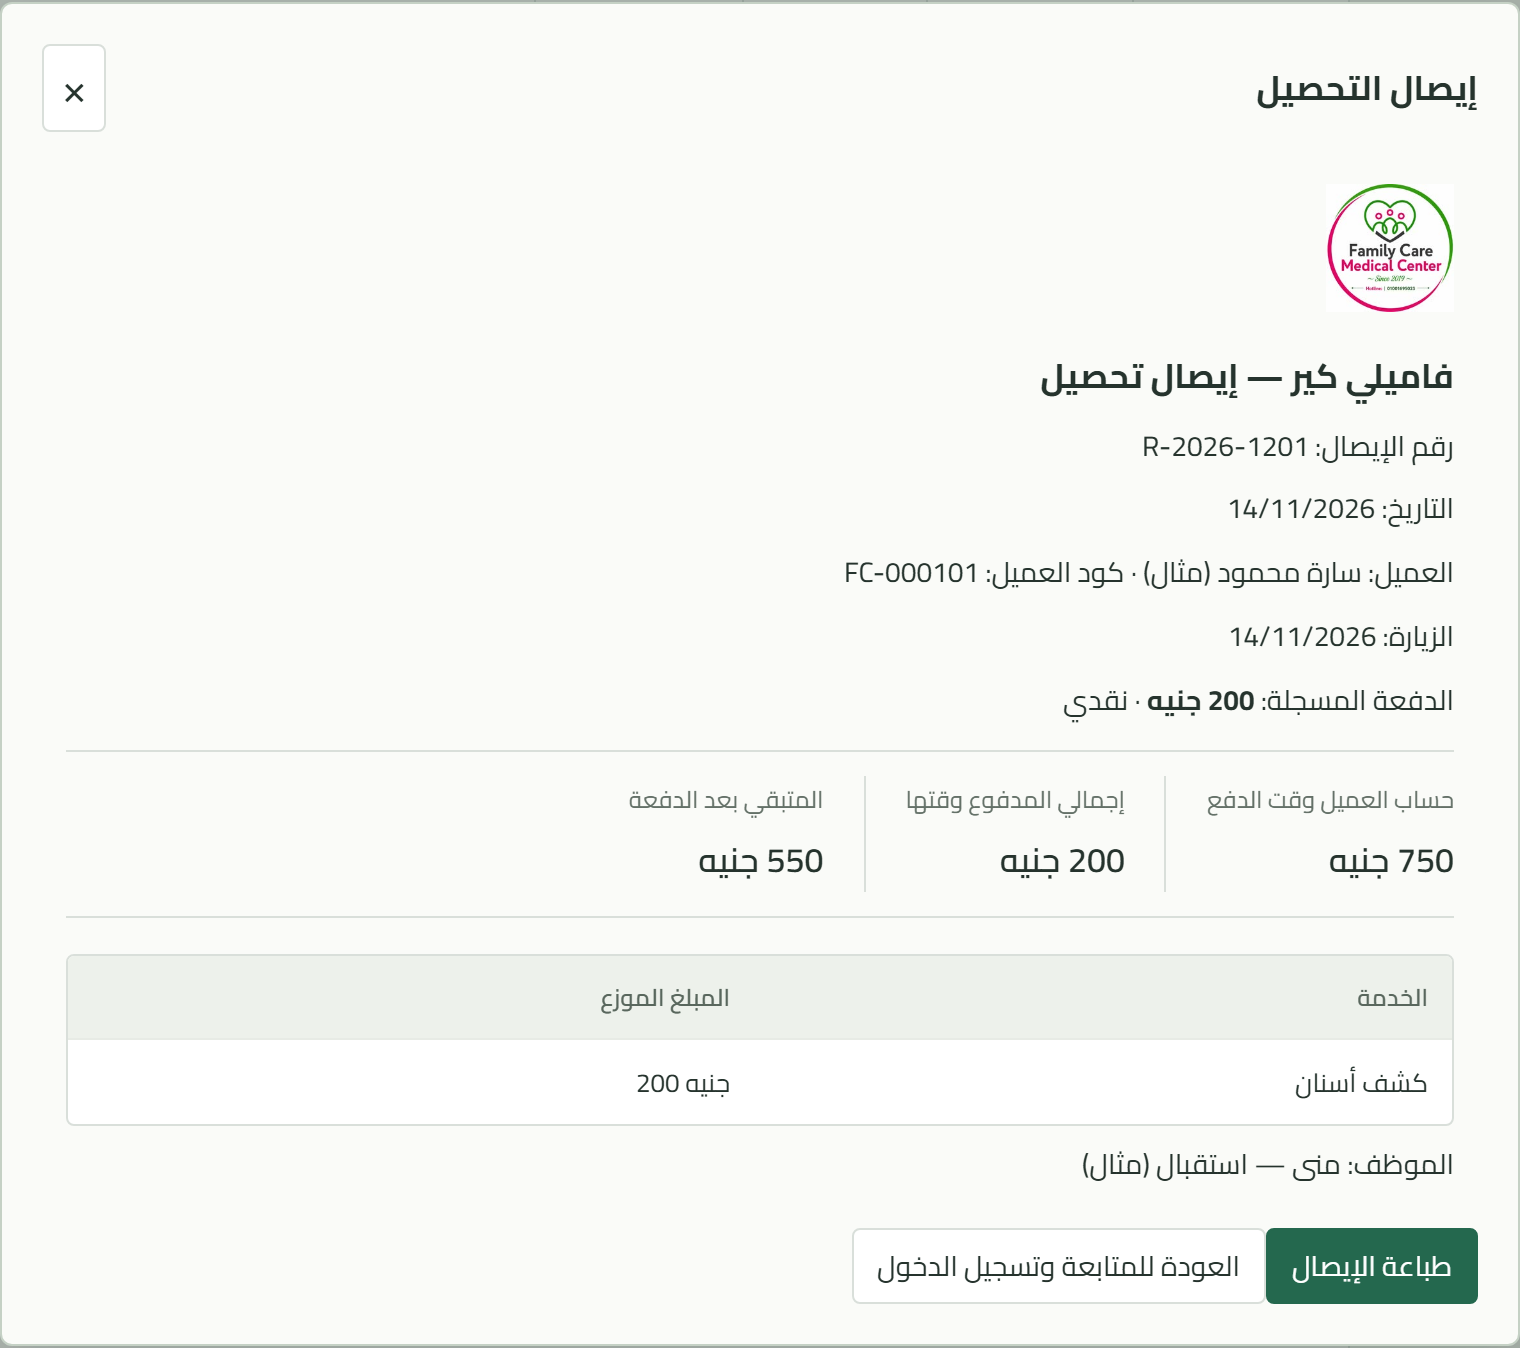 إيصال التحصيل
×
Family Care
Medical Center
~ Since 2019 ~
فاميلي كير — إيصال تحصيل
رقم الإيصال: R-2026-1201
التاريخ: 14/11/2026
العميل: سارة محمود (مثال) · كود العميل: FC-000101
الزيارة: 14/11/2026
الدفعة المسجلة: 200 جنيه · نقدي
حساب العميل وقت الدفع
750 جنيه
إجمالي المدفوع وقتها
200 جنيه
المتبقي بعد الدفعة
550 جنيه
الخدمة
المبلغ الموزع
كشف أسنان
جنيه 200
الموظف: منى — استقبال (مثال)
طباعة الإيصال
العودة للمتابعة وتسجيل الدخول